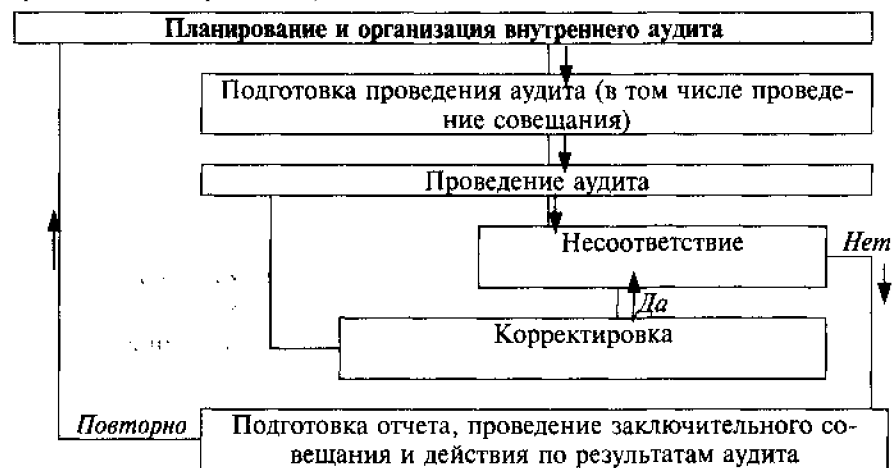 Планирование и организация внутреннего аудита
Подготовка проведения аудита (в том числе проведе-
ние совещания)
Проведение аудита
Несоответствие
Нет
Да
Корректировка
Повторно
Подготовка отчета, проведение заключительного со-
вещания и действия по результатам аудита